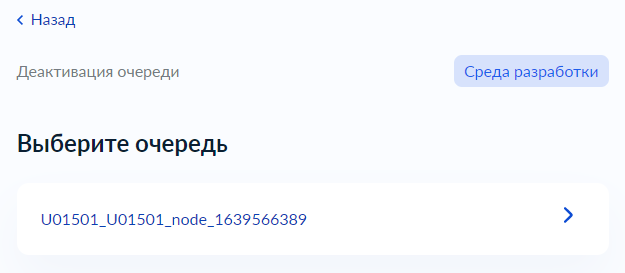 Назад
Деактивация очереди
Среда разработки
Выберите очередь
U01501_U01501_node_1639566389